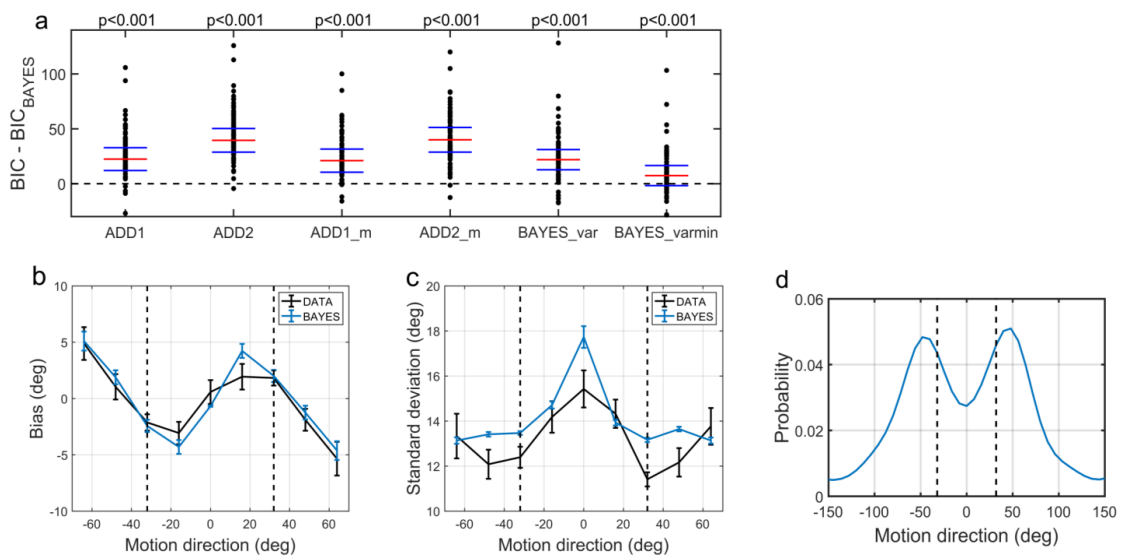 a
p<0.001 p<0.001 p<0.001 p<0.001 p<0.001 p<0.001
BIC - BIC_BAYES
100
50
0
ADD1 ADD2 ADD1_m ADD2_m BAYES_var BAYES_varmin
b
Bias (deg)
10
5
0
-5
-10
DATA
BAYES
-60 -40 -20 0 20 40 60
Motion direction (deg)
c
Standard deviation (deg)
20
18
16
14
12
10
DATA
BAYES
-60 -40 -20 0 20 40 60
Motion direction (deg)
d
Probability
0.06
0.04
0.02
0
-150 -100 -50 0 50 100 150
Motion direction (deg)